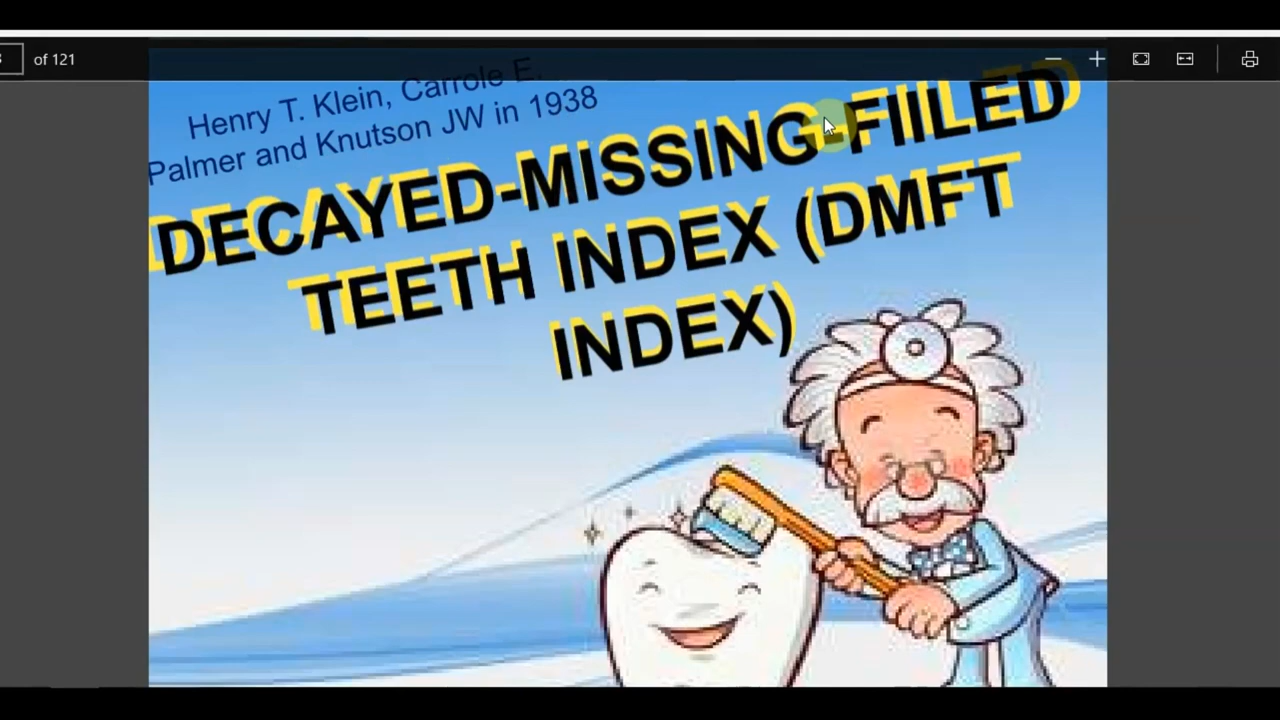 of 121
Henry T. Klein, Carrole E.
Palmer and Knutson JW in 1938
DECAYED-MISSING-FIILED
TEETH INDEX (DMFT
INDEX)